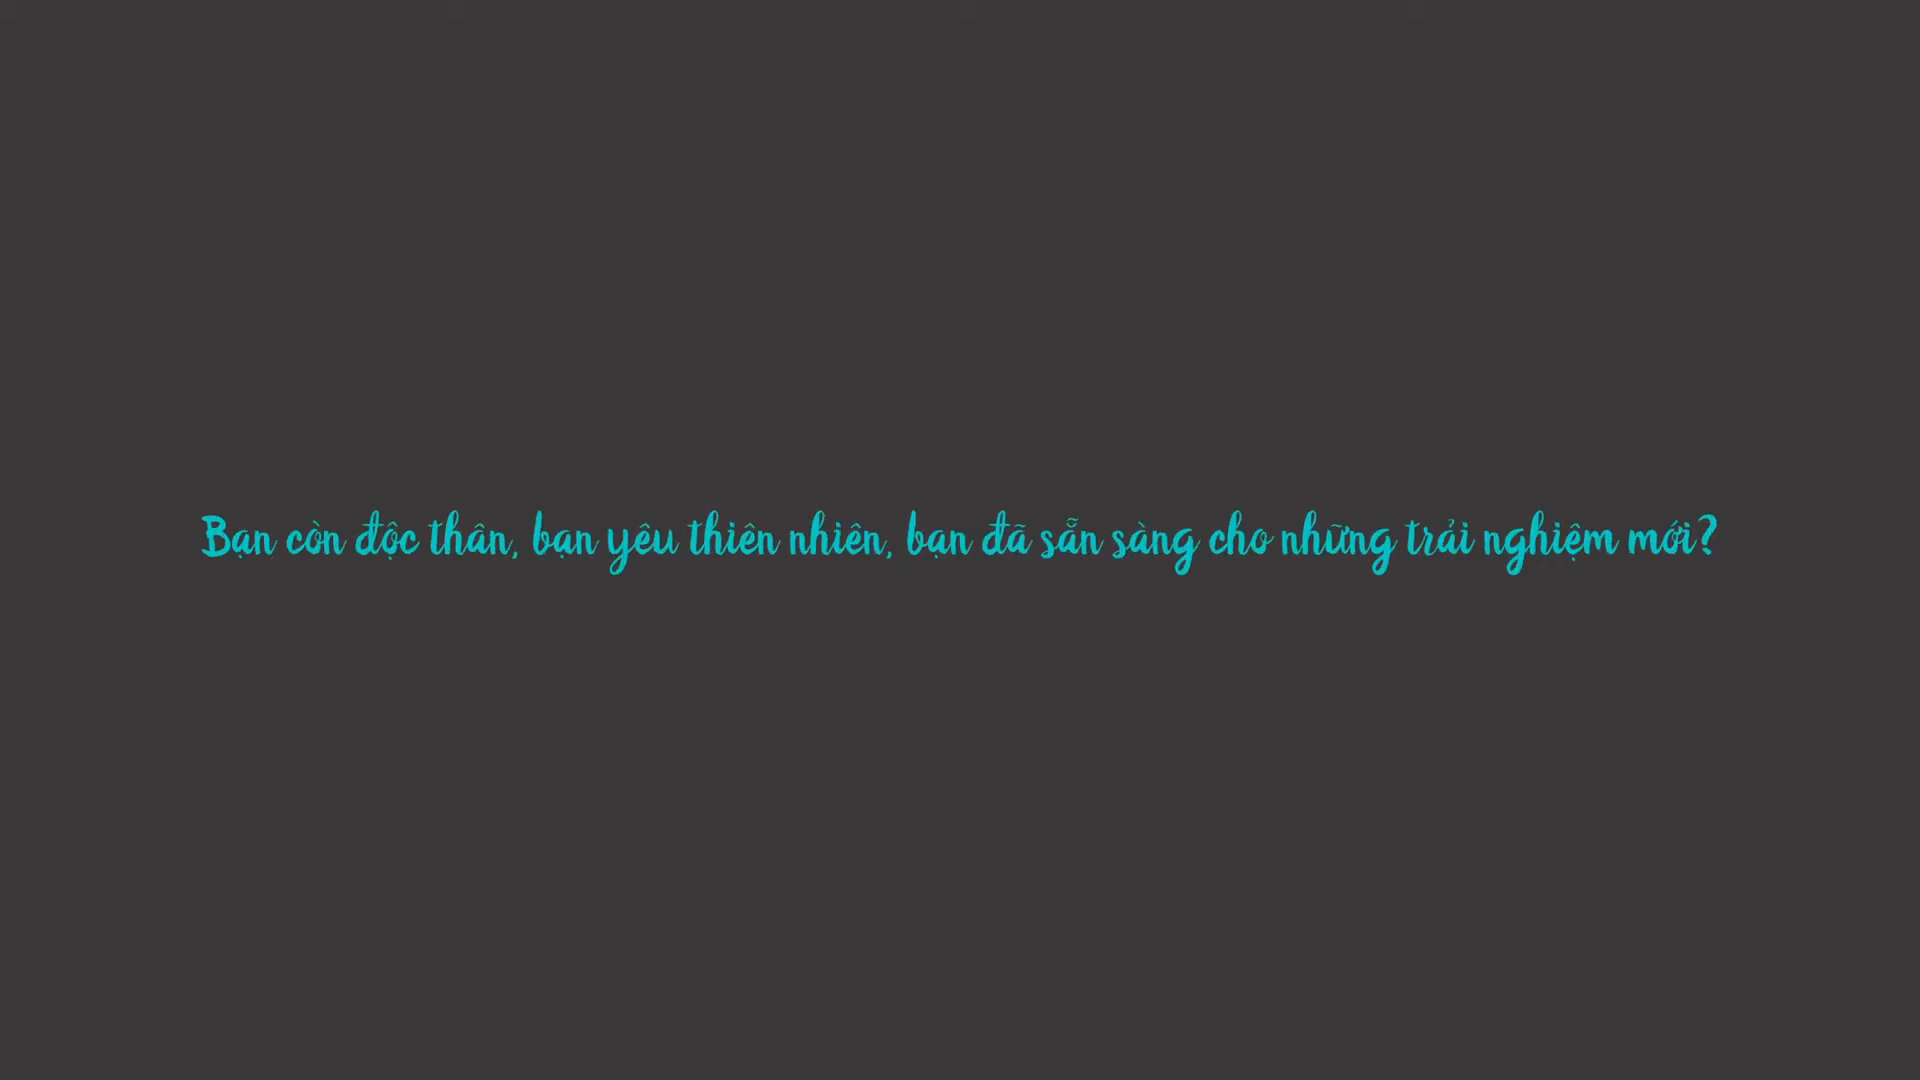 Bạn còn độc thân, bạn yêu thiên nhiên, bạn đã sẵn sàng cho những trải nghiệm mới?